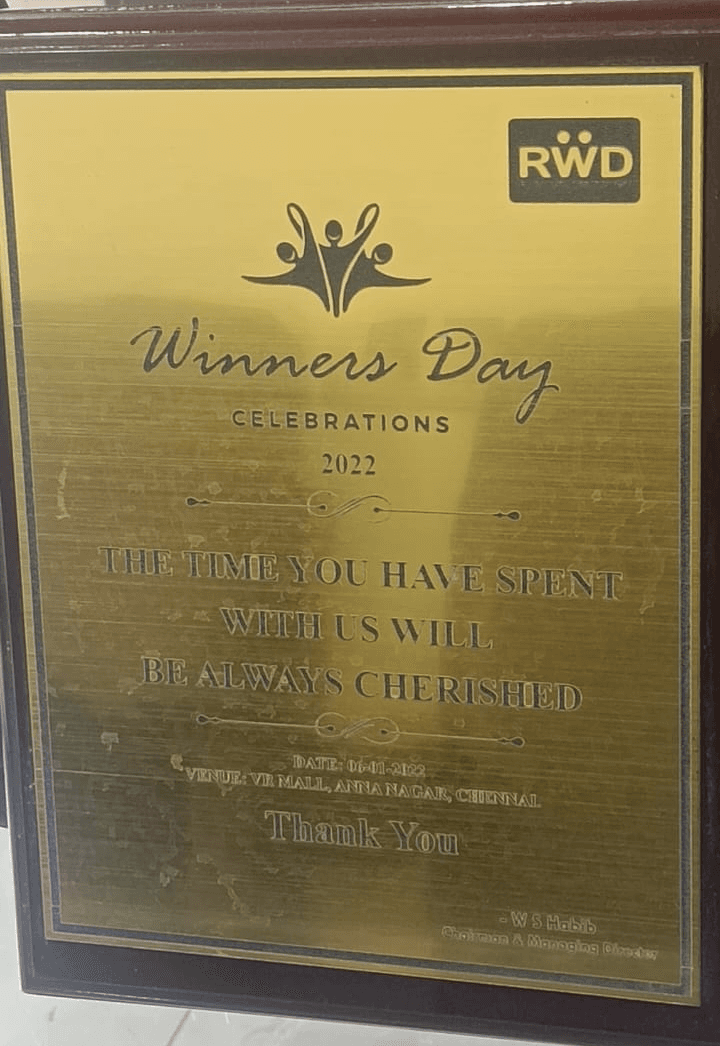 RWD
Winners Day
CELEBRATIONS
2022
THE TIME YOU HAVE SPENT
WITH US WILL
BE ALWAYS CHERISHED
DATE: 06-01-2022
VENUE: VR MALL, ANNA NAGAR, CHENNAI.
Thank You
- W S Habib
Chairman & Managing Director